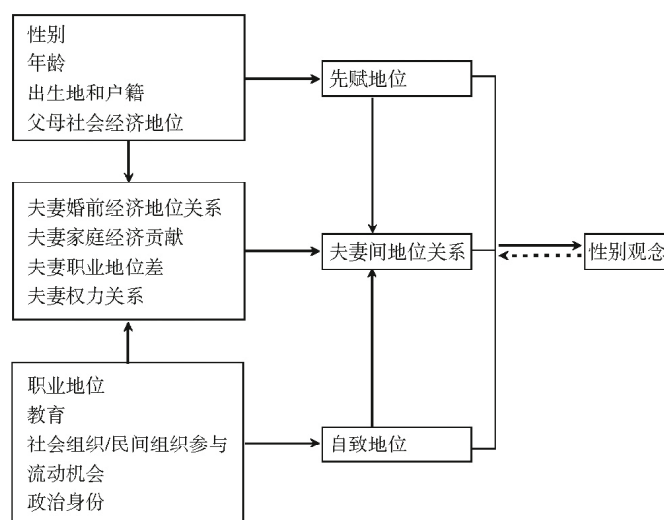 性别
年龄
出生地和户籍
父母社会经济地位
先赋地位
夫妻婚前经济地位关系
夫妻家庭经济贡献
夫妻职业地位差
夫妻权力关系
夫妻间地位关系
性别观念
职业地位
教育
社会组织/民间组织参与
流动机会
政治身份
自致地位